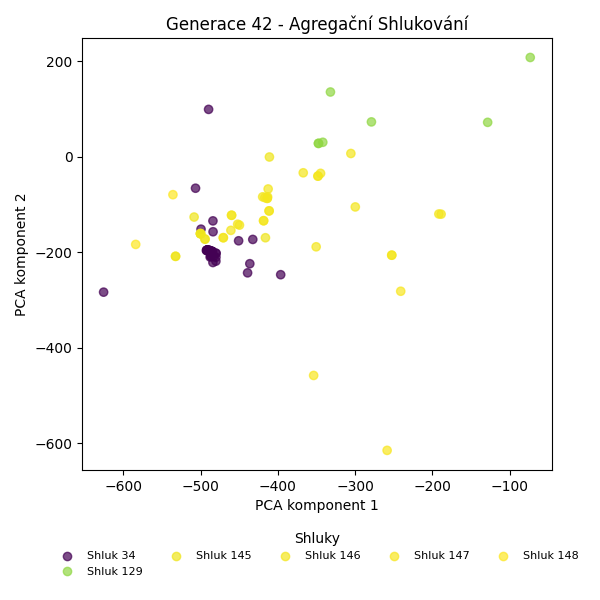 Generace 42 - Agregační Shlukování
200
0
−200
−400
−600
PCA komponent 2
−600 −500 −400 −300 −200 −100
PCA komponent 1
Shluky
Shluk 34 Shluk 145 Shluk 146 Shluk 147 Shluk 148
Shluk 129